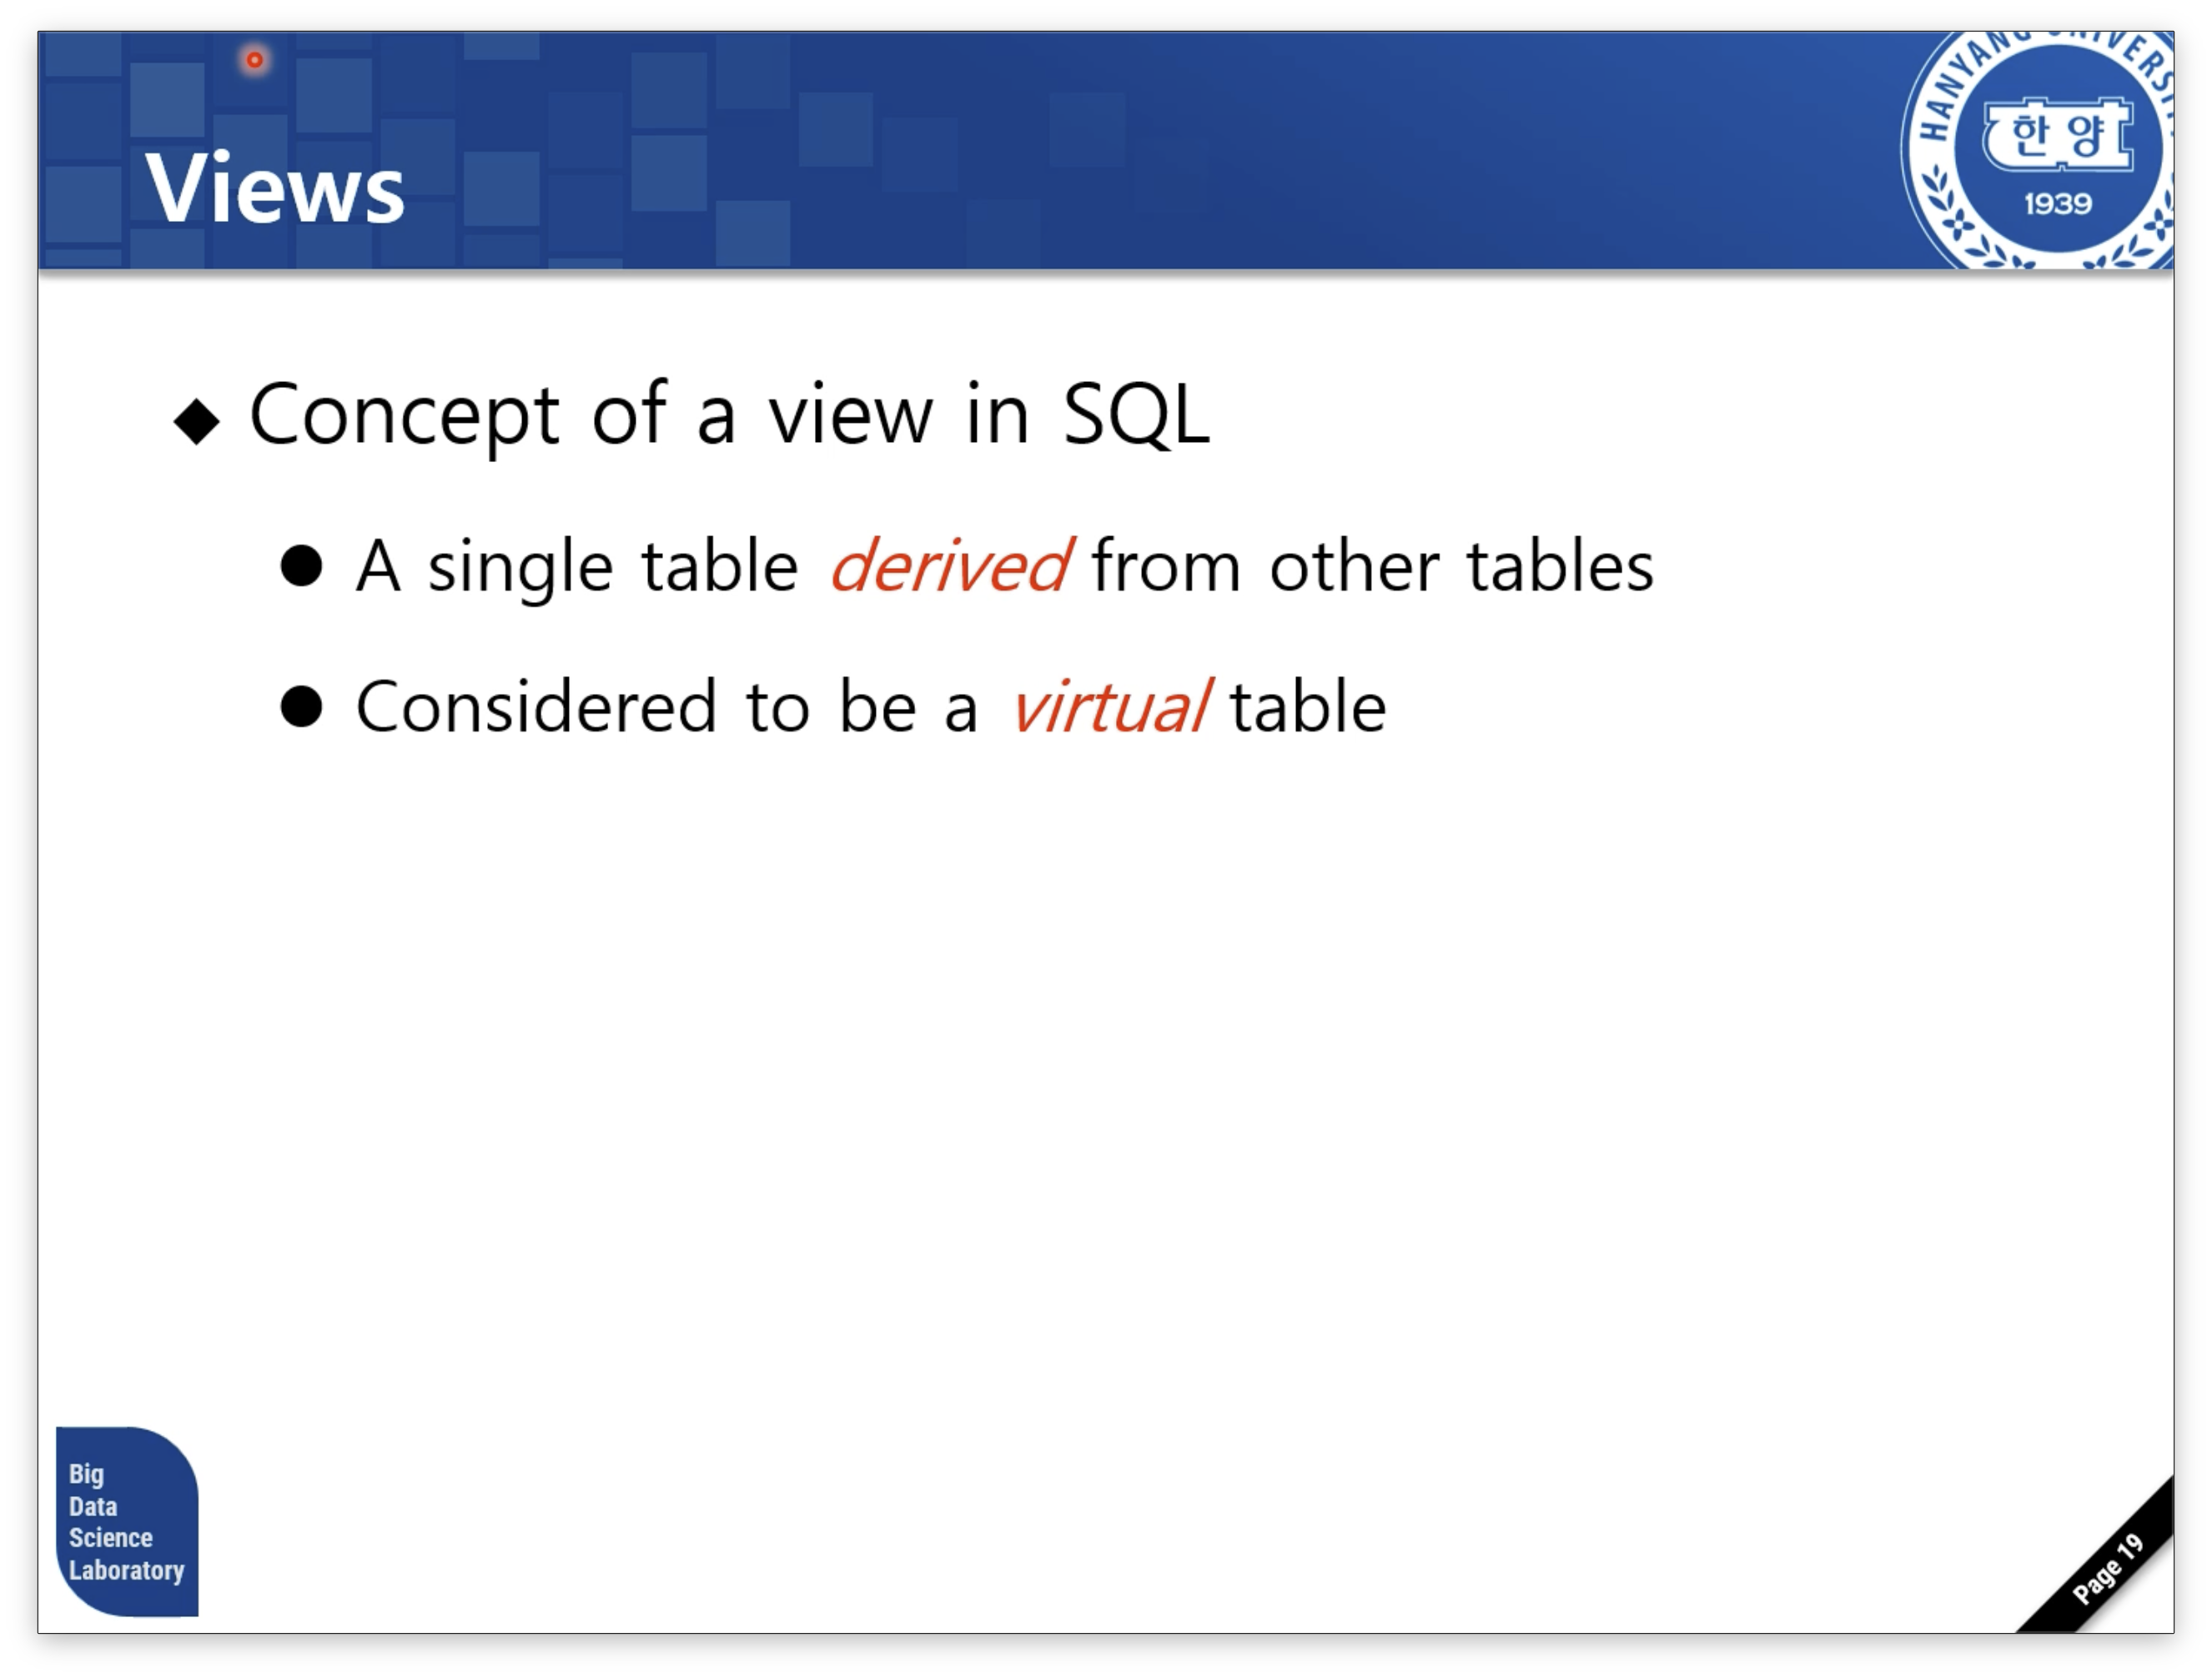 Views
HANYANG UNIVERSI
한양
1939
◆ Concept of a view in SQL
● A single table derived from other tables
● Considered to be a virtual table
Big
Data
Science
Laboratory
Page 19